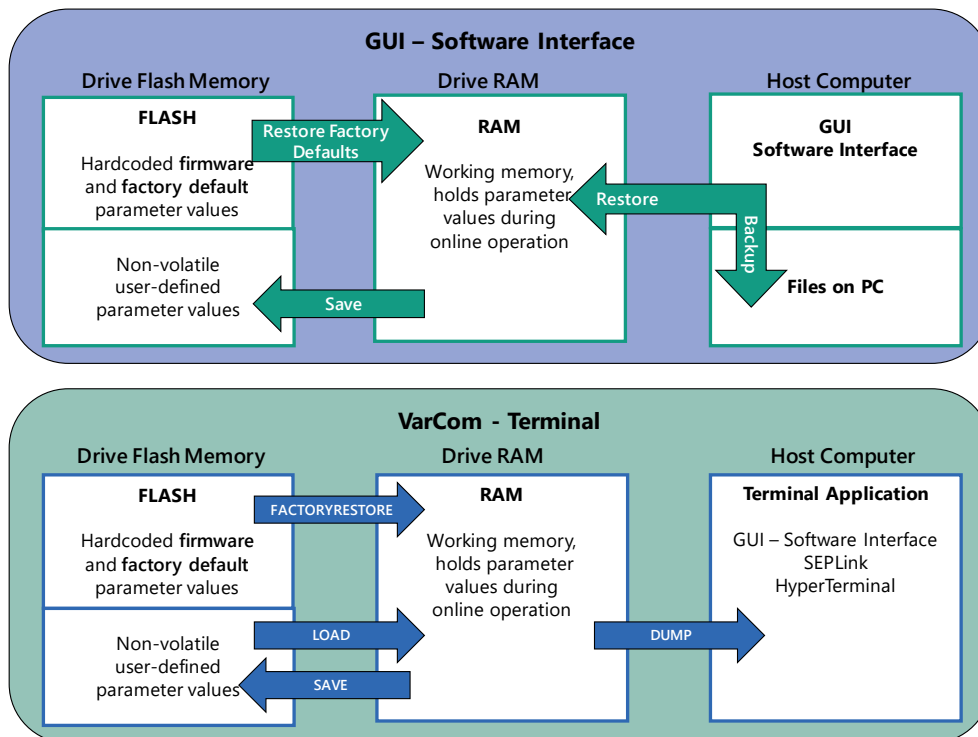 GUI – Software Interface
Drive Flash Memory
Drive RAM
Host Computer
FLASH
Hardcoded firmware
and factory default
parameter values
Restore Factory
Defaults
RAM
Working memory,
holds parameter
values during
online operation
GUI
Software Interface
Restore
Backup
Non-volatile
user-defined
parameter values
Save
Files on PC
VarCom - Terminal
Drive Flash Memory
Drive RAM
Host Computer
FLASH
Hardcoded firmware
and factory default
parameter values
FACTORYRESTORE
RAM
Working memory,
holds parameter
values during
online operation
Terminal Application
GUI – Software Interface
SEPLink
HyperTerminal
Non-volatile
user-defined
parameter values
LOAD
SAVE
DUMP